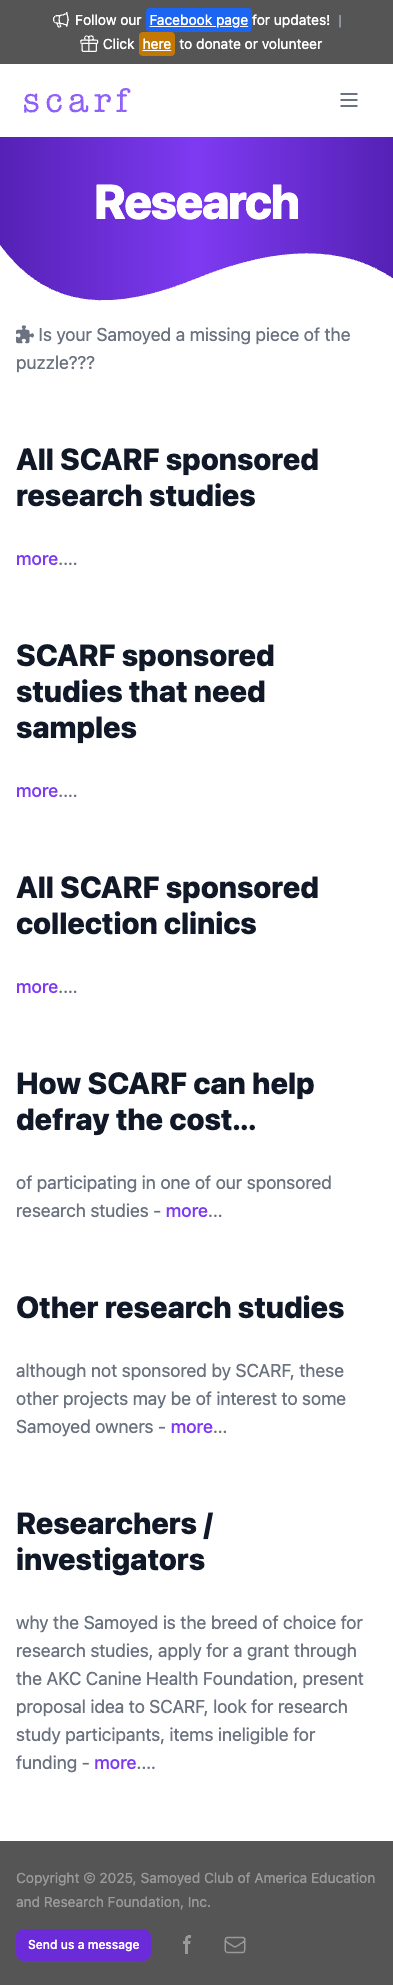 Follow our Facebook page for updates! |
Click here to donate or volunteer
scarf
Research
Is your Samoyed a missing piece of the
puzzle???
All SCARF sponsored
research studies
more....
SCARF sponsored
studies that need
samples
more....
All SCARF sponsored
collection clinics
more....
How SCARF can help
defray the cost...
of participating in one of our sponsored
research studies - more...
Other research studies
although not sponsored by SCARF, these
other projects may be of interest to some
Samoyed owners - more...
Researchers /
investigators
why the Samoyed is the breed of choice for
research studies, apply for a grant through
the AKC Canine Health Foundation, present
proposal idea to SCARF, look for research
study participants, items ineligible for
funding - more....
Copyright © 2025, Samoyed Club of America Education
and Research Foundation, Inc.
Send us a message